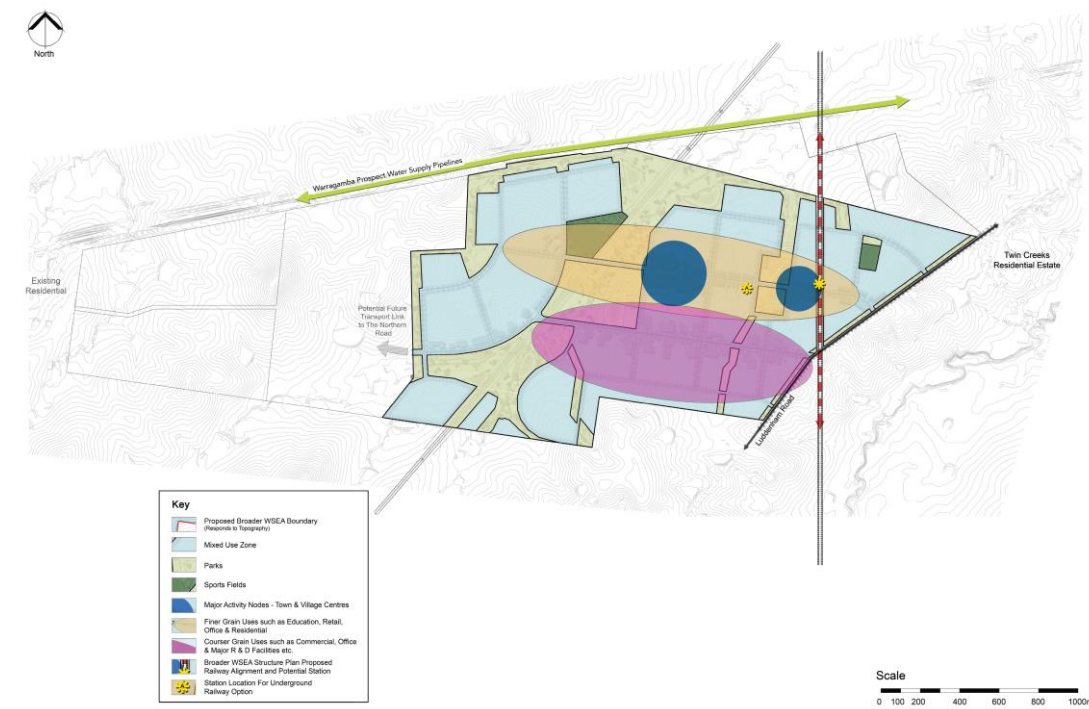 North
Warragamba Prospect Water Supply Pipelines
Existing
Residential
Twin Creeks
Residential Estate
Potential Future
Transport Link
to The Northern
Road
Luddenham Road
Key
Proposed Broader WSEA Boundary
(Responds to Topography)
Mixed Use Zone
Parks
Sports Fields
Major Activity Nodes - Town & Village Centres
Finer Grain Uses such as Education, Retail,
Office & Residential
Courser Grain Uses such as Commercial, Office
& Major R & D Facilities etc.
Broader WSEA Structure Plan Proposed
Railway Alignment and Potential Station
Station Location For Underground
Railway Option
Scale
0 100 200 400 600 800 1000m